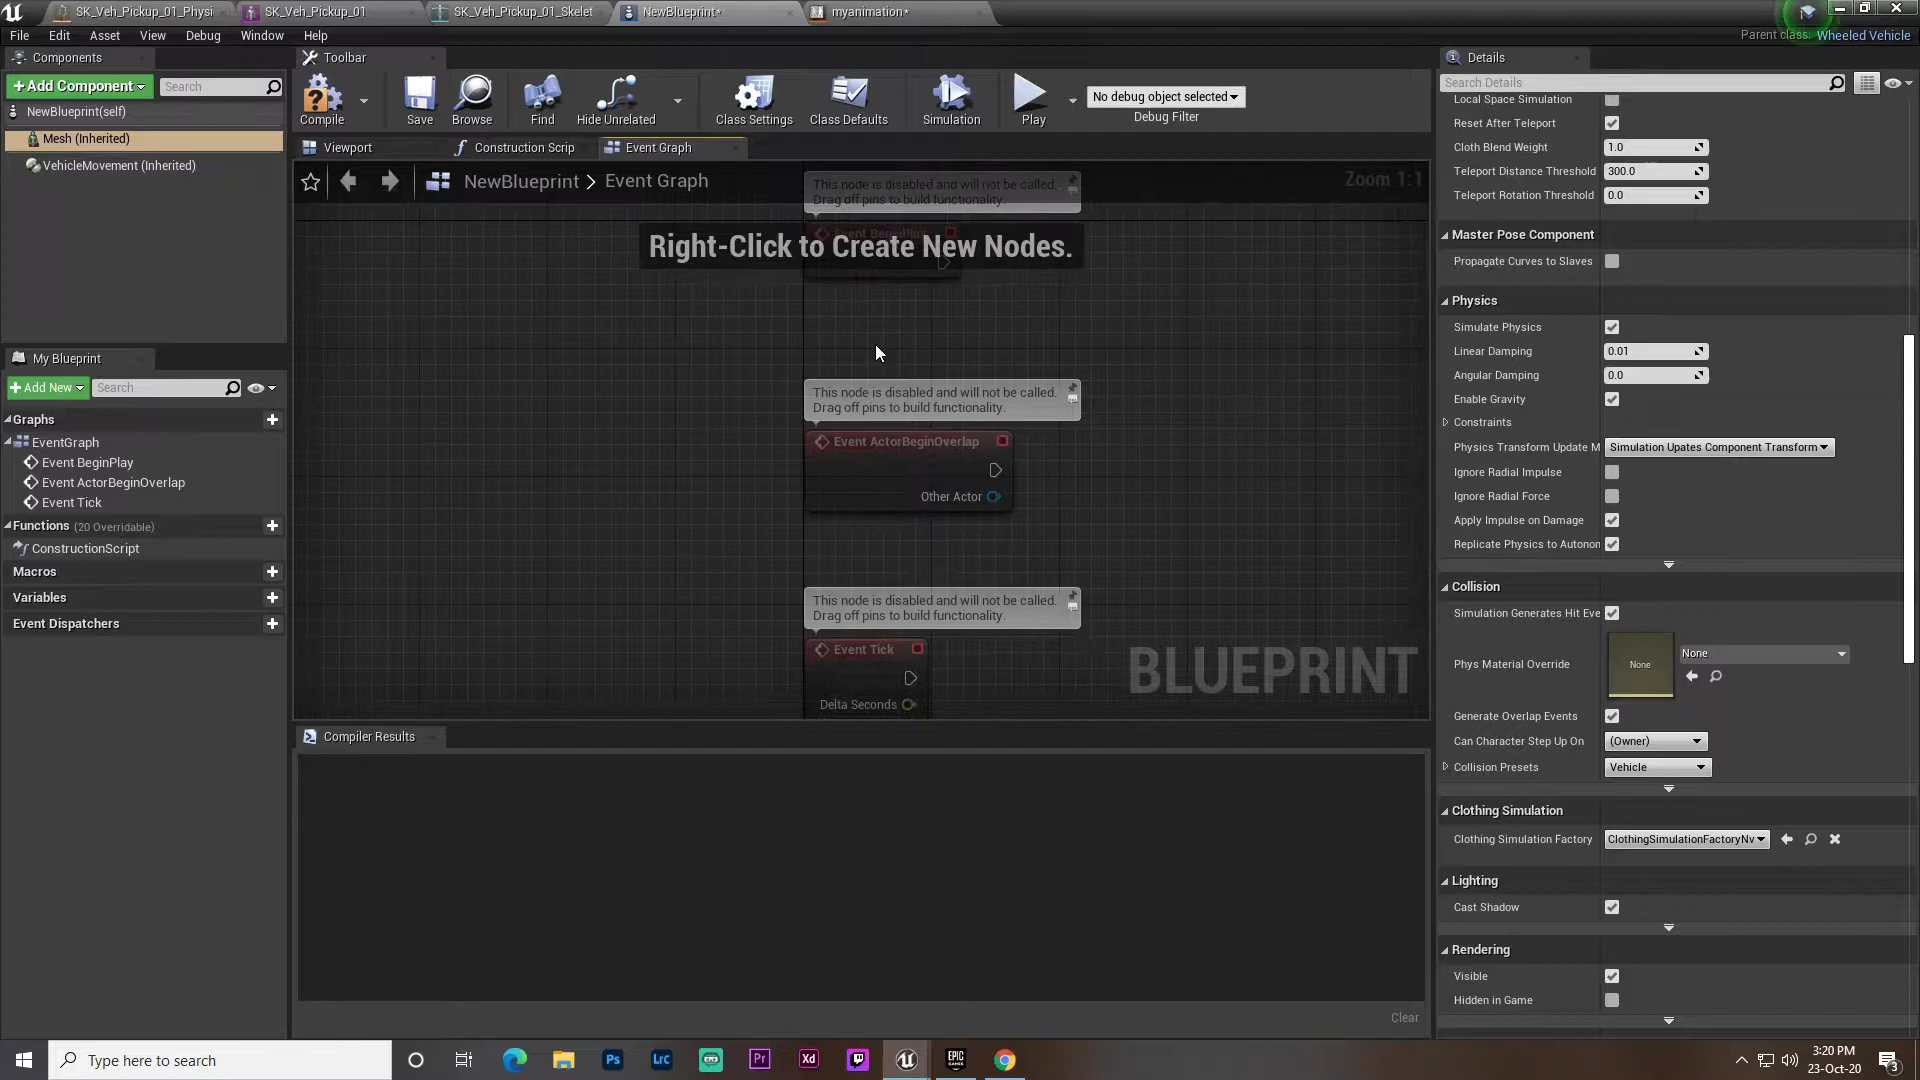 SK_Veh_Pickup_01_Physi
SK_Veh_Pickup_01
SK_Veh_Pickup_01_Skelet
NewBlueprint*
myanimation*
File
Edit
Asset
View
Debug
Window
Help
Parent class: Wheeled Vehicle
Components
+Add Component
Search
NewBlueprint(self)
Mesh (Inherited)
VehicleMovement (Inherited)
Toolbar
Compile
Save
Browse
Find
Hide Unrelated
Class Settings
Class Defaults
Simulation
Play
No debug object selected
Debug Filter
Viewport
Construction Scrip
Event Graph
NewBlueprint > Event Graph
Zoom 1:1
This node is disabled and will not be called.
Drag off pins to build functionality.
Event BeginPlay
Right-Click to Create New Nodes.
This node is disabled and will not be called.
Drag off pins to build functionality.
Event ActorBeginOverlap
Other Actor
This node is disabled and will not be called.
Drag off pins to build functionality.
Event Tick
Delta Seconds
BLUEPRINT
My Blueprint
+Add New
Search
Graphs
EventGraph
Event BeginPlay
Event ActorBeginOverlap
Event Tick
Functions (20 Overridable)
ConstructionScript
Macros
Variables
Event Dispatchers
Compiler Results
Clear
Details
Search Details
Local Space Simulation
Reset After Teleport
Cloth Blend Weight 1.0
Teleport Distance Threshold 300.0
Teleport Rotation Threshold 0.0
Master Pose Component
Propagate Curves to Slaves
Physics
Simulate Physics
Linear Damping 0.01
Angular Damping 0.0
Enable Gravity
Constraints
Physics Transform Update M Simulation Upates Component Transform
Ignore Radial Impulse
Ignore Radial Force
Apply Impulse on Damage
Replicate Physics to Autonon
Collision
Simulation Generates Hit Eve
Phys Material Override None None
Generate Overlap Events
Can Character Step Up On (Owner)
Collision Presets Vehicle
Clothing Simulation
Clothing Simulation Factory ClothingSimulationFactoryNv
Lighting
Cast Shadow
Rendering
Visible
Hidden in Game
Type here to search
Ps
Lrc
Pr
Xd
EPIC
GAMES
3:20 PM
23-Oct-20
3